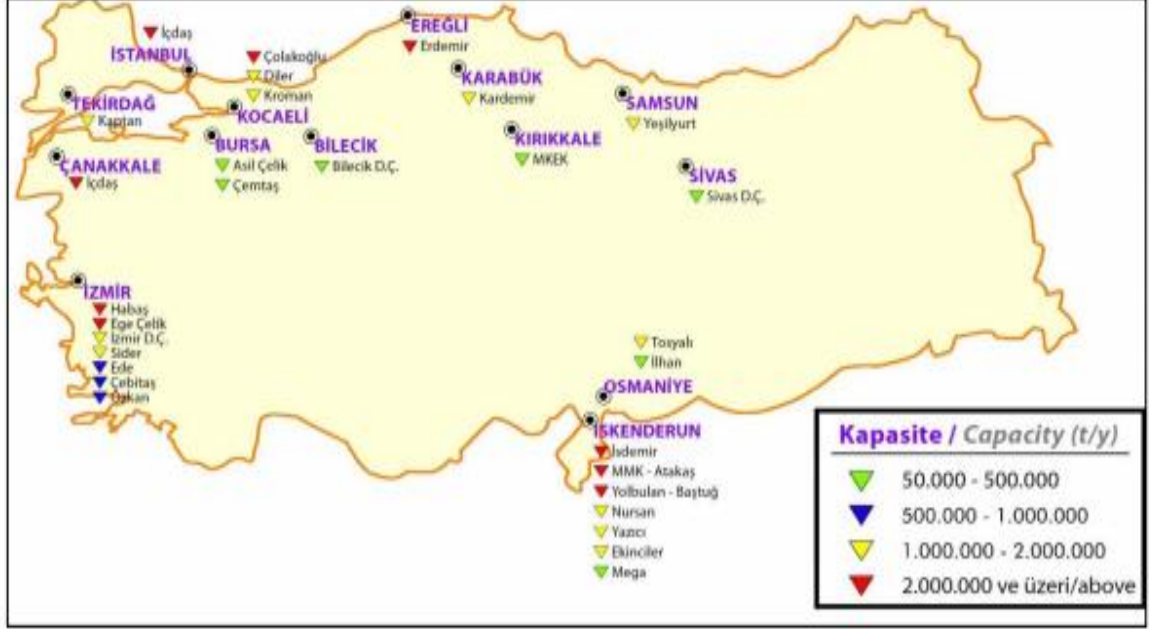 İçdaş
İSTANBUL
Çolakoğlu
Diler
Kroman
KOCAELİ
EREĞLİ
Erdemir
KARABÜK
Kardemir
SAMSUN
Yeşilyurt
TEKİRDAĞ
Kaptan
ÇANAKKALE
İçdaş
BURSA
Asil Çelik
Çemtaş
BİLECİK
Bilecik D.Ç.
KIRIKKALE
MKEK
SİVAS
Sivas D.Ç.
İZMİR
Habaş
Ege Çelik
İzmir D.Ç.
Sider
Ede
Çebitaş
Özkan
Tosyalı
İlhan
OSMANİYE
İSKENDERUN
İsdemir
MMK - Atakaş
Yolbulan - Baştuğ
Nursan
Yazıcı
Ekinciler
Mega
Kapasite / Capacity (t/y)
50.000 - 500.000
500.000 - 1.000.000
1.000.000 - 2.000.000
2.000.000 ve üzeri/above